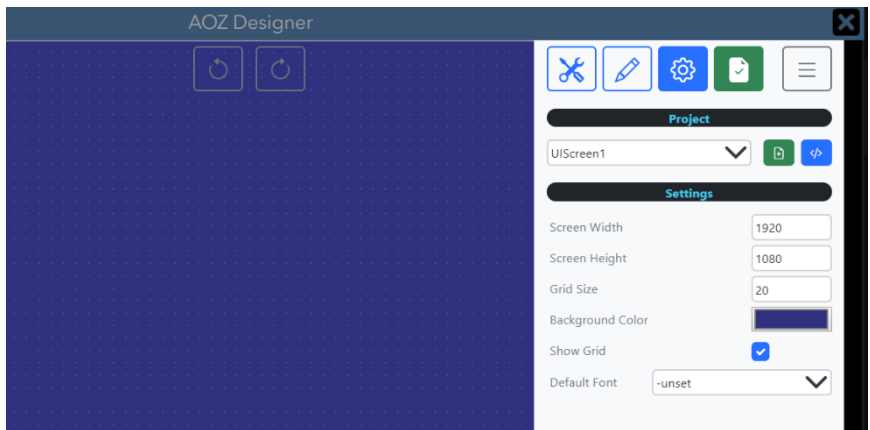 AOZ Designer
Project
UIScreen1
Settings
Screen Width 1920
Screen Height 1080
Grid Size 20
Background Color
Show Grid
Default Font -unset